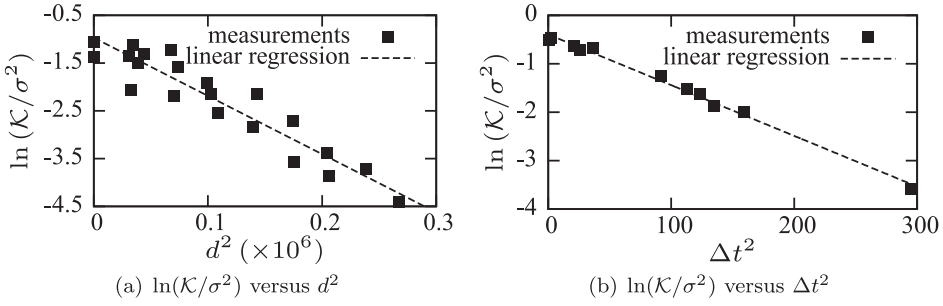 -0.5
-1.5
-2.5
-3.5
-4.5
0
0.1
0.2
0.3
ln (𝒦/σ²)
d² (×10⁶)
measurements
linear regression
(a) ln(𝒦/σ²) versus d²
0
-1
-2
-3
-4
0
100
200
300
ln (𝒦/σ²)
Δt²
measurements
linear regression
(b) ln(𝒦/σ²) versus Δt²